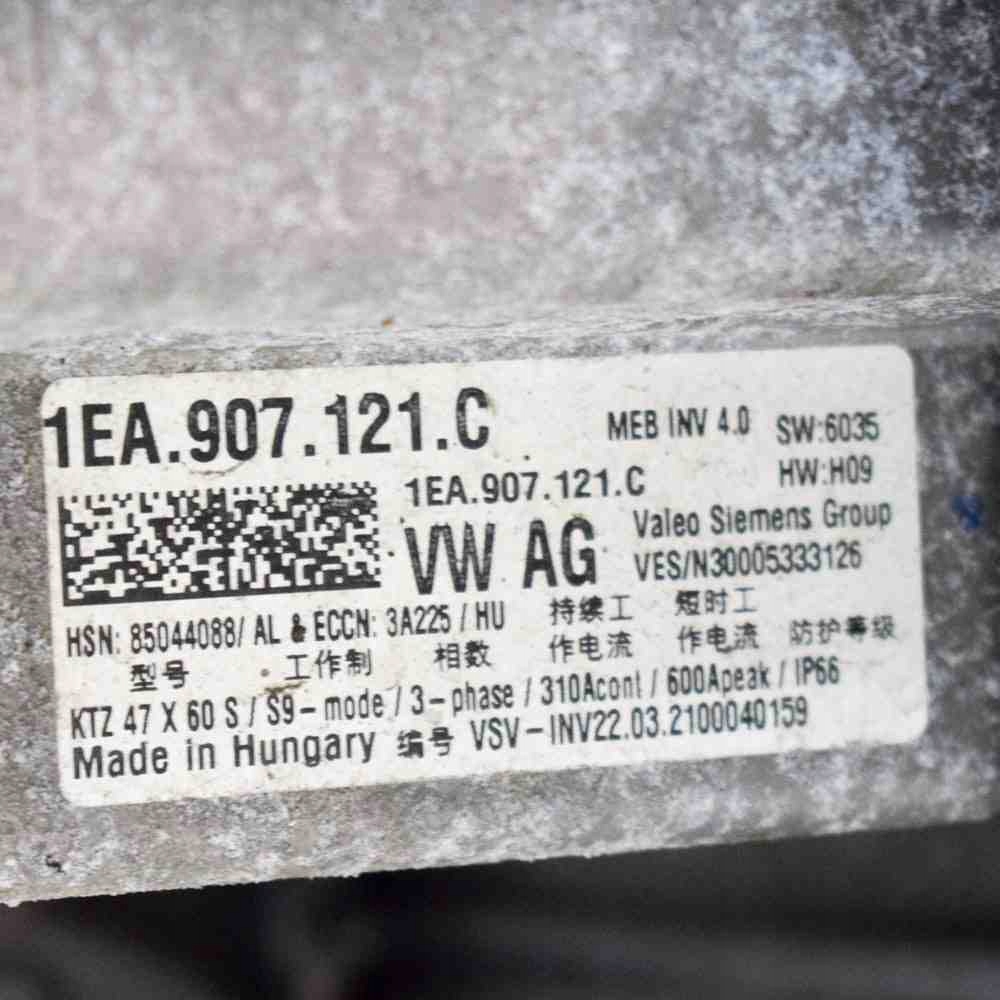 1EA.907.121.C
MEB INV 4.0 SW:6035
HW:H09
1EA.907.121.C
VW AG
Valeo Siemens Group
VES/N30005333126
HSN: 85044088/ AL & ECCN: 3A225 / HU
持续工 短时工
型号 工作制 相数 作电流 作电流 防护等级
KTZ 47 X 60 S / S9-mode / 3-phase / 310Acont / 600Apeak / IP66
Made in Hungary 编号 VSV-INV22.03.2100040159